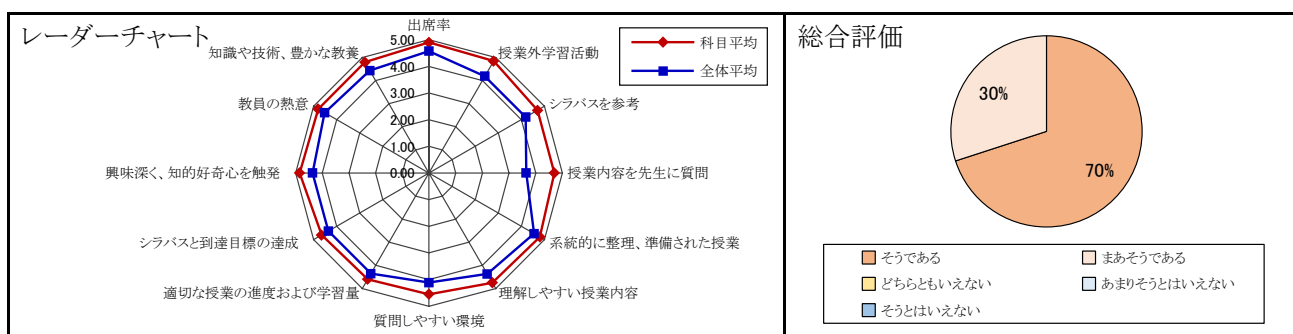 レーダーチャート
出席率
授業外学習活動
シラバスを参考
授業内容を先生に質問
系統的に整理、準備された授業
理解しやすい授業内容
質問しやすい環境
適切な授業の進度および学習量
シラバスと到達目標の達成
興味深く、知的好奇心を触発
教員の熱意
知識や技術、豊かな教養
5.00
4.00
3.00
2.00
1.00
0.00
科目平均
全体平均
総合評価
30%
70%
そうである
まあそうである
どちらともいえない
あまりそうとはいえない
そうとはいえない